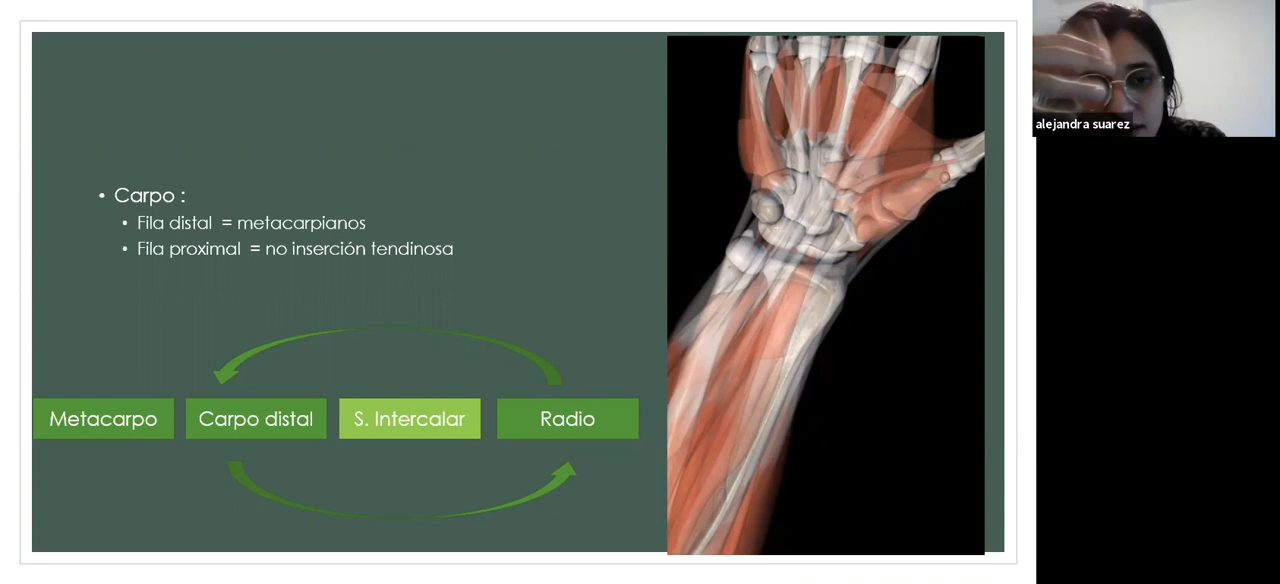 • Carpo :
• Fila distal = metacarpianos
• Fila proximal = no inserción tendinosa
Metacarpo
Carpo distal
S. Intercalar
Radio
alejandra suarez